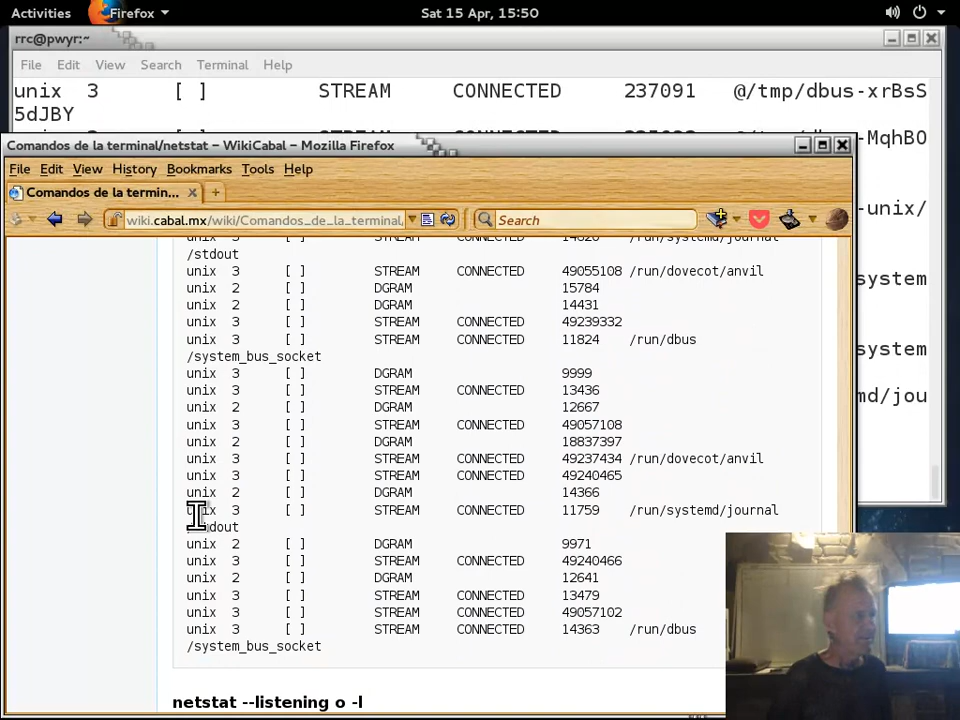 Activities Firefox Sat 15 Apr, 15:50
rrc@pwyr:~
File Edit View Search Terminal Help
unix 3 [ ] STREAM CONNECTED 237091 @/tmp/dbus-xrBsS
5dJBY
Comandos de la terminal/netstat – WikiCabal – Mozilla Firefox
File Edit View History Bookmarks Tools Help
Comandos de la termin...
wiki.cabal.mx/wiki/Comandos_de_la_terminal/ Search
-unix/
system
system
md/jou
/stdout
unix 3 [ ] STREAM CONNECTED 49055108 /run/dovecot/anvil
unix 2 [ ] DGRAM 15784
unix 2 [ ] DGRAM 14431
unix 3 [ ] STREAM CONNECTED 49239332
unix 3 [ ] STREAM CONNECTED 11824 /run/dbus
/system_bus_socket
unix 3 [ ] DGRAM 9999
unix 3 [ ] STREAM CONNECTED 13436
unix 2 [ ] DGRAM 12667
unix 3 [ ] STREAM CONNECTED 49057108
unix 2 [ ] DGRAM 18837397
unix 3 [ ] STREAM CONNECTED 49237434 /run/dovecot/anvil
unix 3 [ ] STREAM CONNECTED 49240465
unix 2 [ ] DGRAM 14366
unix 3 [ ] STREAM CONNECTED 11759 /run/systemd/journal
/stdout
unix 2 [ ] DGRAM 9971
unix 3 [ ] STREAM CONNECTED 49240466
unix 2 [ ] DGRAM 12641
unix 3 [ ] STREAM CONNECTED 13479
unix 3 [ ] STREAM CONNECTED 49057102
unix 3 [ ] STREAM CONNECTED 14363 /run/dbus
/system_bus_socket
netstat --listening o -l